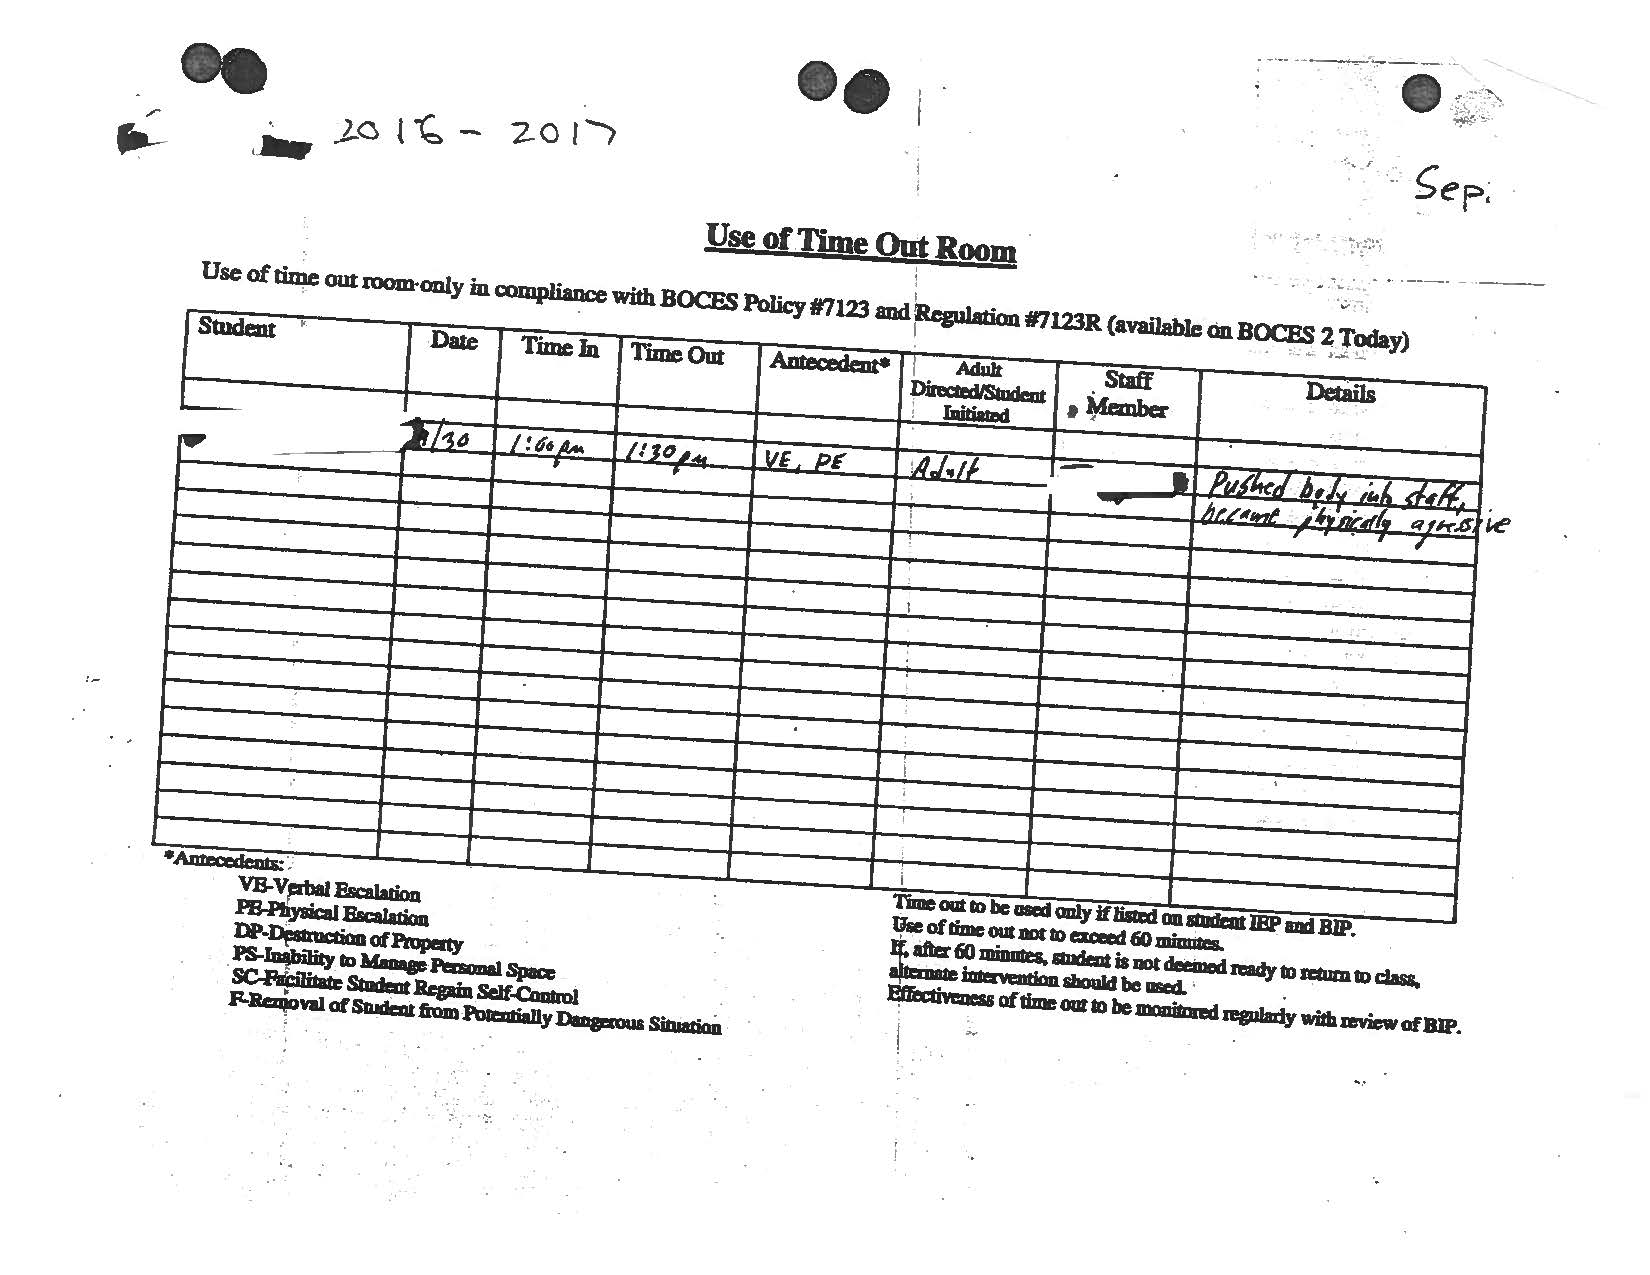 2016 - 2017
Sep.
Use of Time Out Room
Use of time out room only in compliance with BOCES Policy #7123 and Regulation #7123R (available on BOCES 2 Today)
Student Date Time In Time Out Antecedent* Adult Directed/Student Initiated Staff Member Details
/30 1:00pm 1:30pm VE, PE Adult Pushed body into staff,
became physically agressive
*Antecedents:
VE-Verbal Escalation
PE-Physical Escalation
DP-Destruction of Property
PS-Inability to Manage Personal Space
SC-Facilitate Student Regain Self-Control
F-Removal of Student from Potentially Dangerous Situation
Time out to be used only if listed on student IEP and BIP.
Use of time out not to exceed 60 minutes.
If, after 60 minutes, student is not deemed ready to return to class,
alternate intervention should be used.
Effectiveness of time out to be monitored regularly with review of BIP.